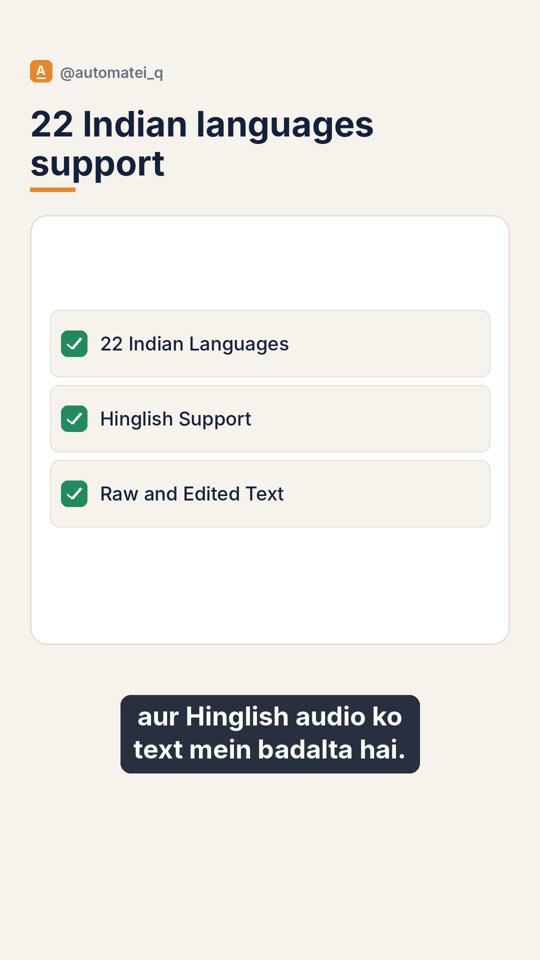 A
@automatei_q
22 Indian languages
support
22 Indian Languages
Hinglish Support
Raw and Edited Text
aur Hinglish audio ko
text mein badalta hai.